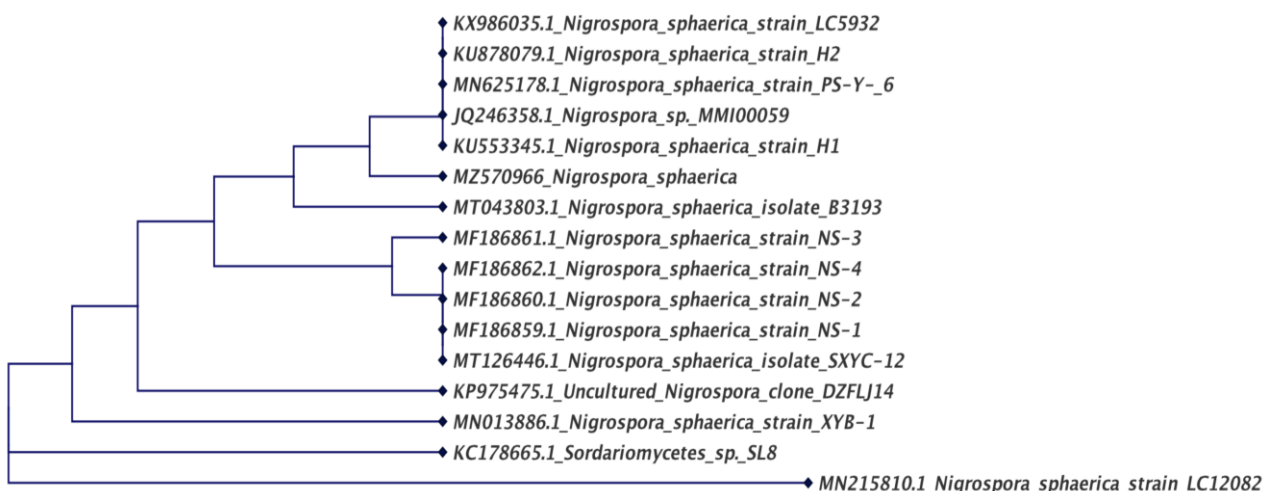 KX986035.1_Nigrospora_sphaerica_strain_LC5932
KU878079.1_Nigrospora_sphaerica_strain_H2
MN625178.1_Nigrospora_sphaerica_strain_PS-Y-_6
JQ246358.1_Nigrospora_sp._MMI00059
KU553345.1_Nigrospora_sphaerica_strain_H1
MZ570966_Nigrospora_sphaerica
MT043803.1_Nigrospora_sphaerica_isolate_B3193
MF186861.1_Nigrospora_sphaerica_strain_NS-3
MF186862.1_Nigrospora_sphaerica_strain_NS-4
MF186860.1_Nigrospora_sphaerica_strain_NS-2
MF186859.1_Nigrospora_sphaerica_strain_NS-1
MT126446.1_Nigrospora_sphaerica_isolate_SXYC-12
KP975475.1_Uncultured_Nigrospora_clone_DZFLJ14
MN013886.1_Nigrospora_sphaerica_strain_XYB-1
KC178665.1_Sordariomycetes_sp._SL8
MN215810.1_Nigrospora_sphaerica_strain_LC12082